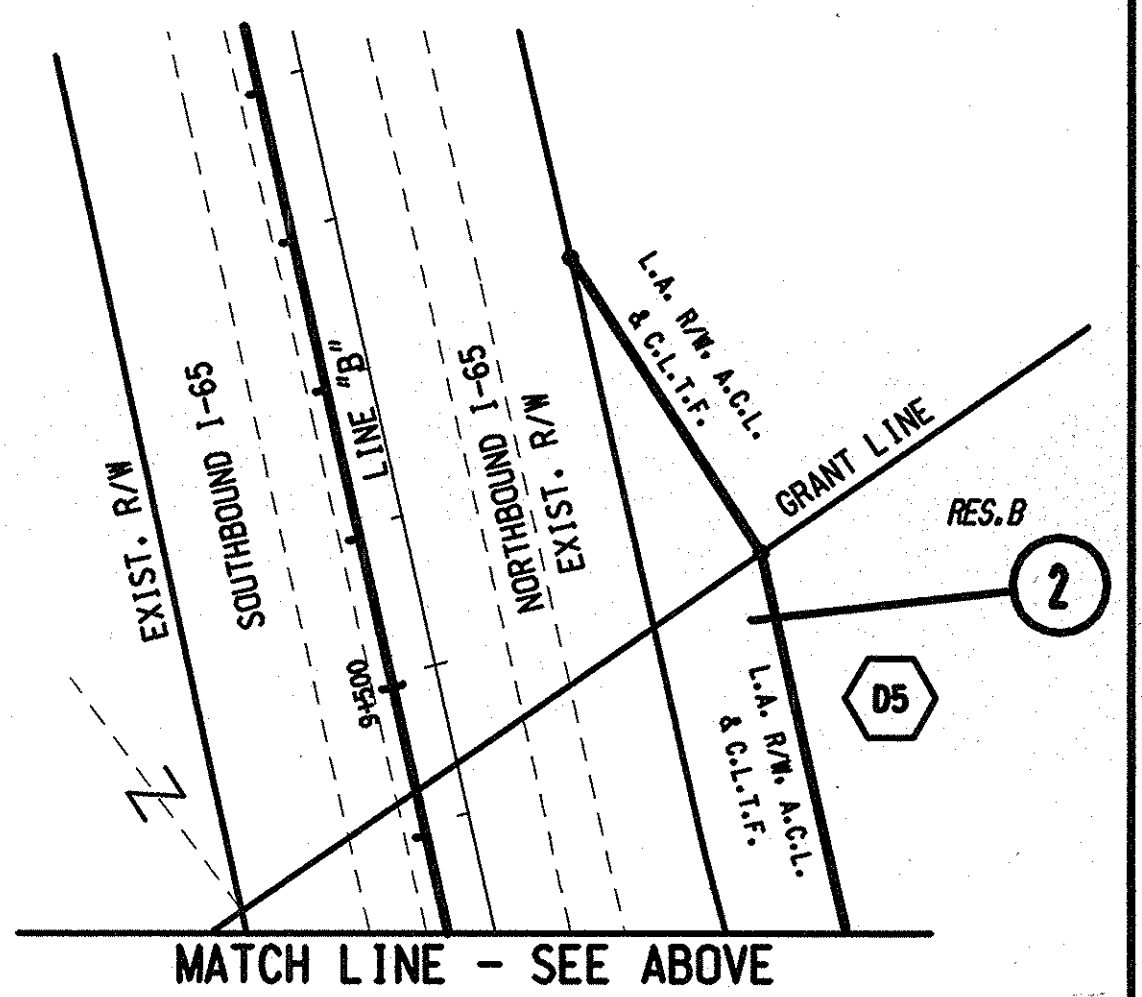 L.A. R/W. A.C.L.
& C.L.T.F.
SOUTHBOUND I-65
LINE "B"
NORTHBOUND I-65
EXIST. R/W
EXIST. R/W
GRANT LINE
RES.B
2
9+500
D5
L.A. R/W. A.C.L.
& C.L.T.F.
MATCH LINE - SEE ABOVE